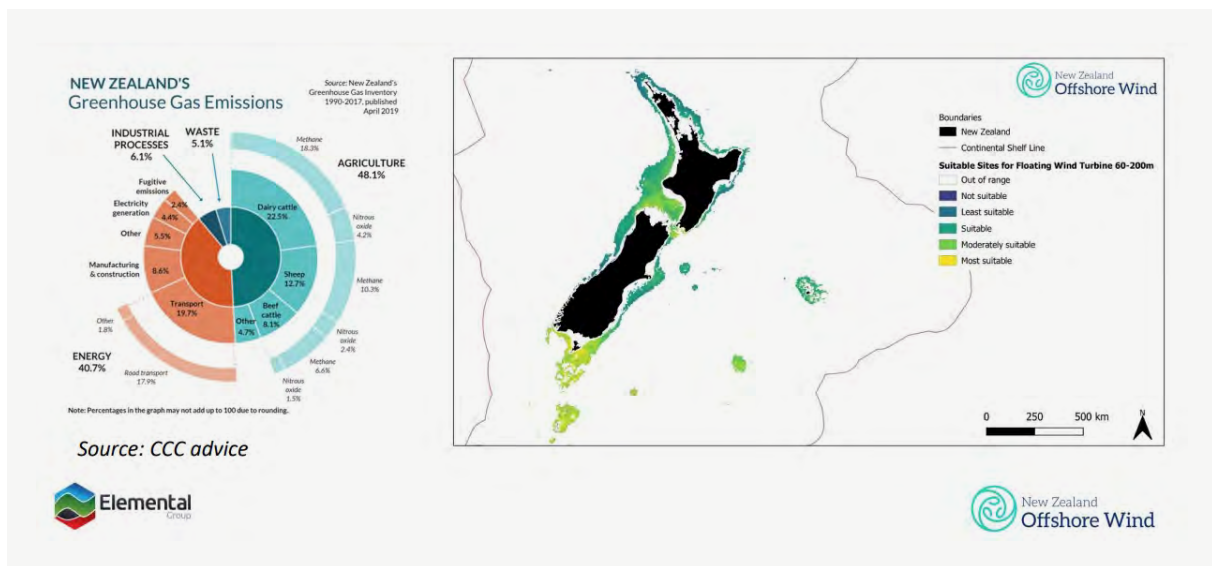 NEW ZEALAND'S
Greenhouse Gas Emissions
Source: New Zealand's
Greenhouse Gas Inventory
1990-2017, published
April 2019
INDUSTRIAL
PROCESSES
6.1%
WASTE
5.1%
Methane
18.3%
AGRICULTURE
48.1%
Fugitive
emissions
2.4%
Electricity
generation
4.4%
Other
5.5%
Manufacturing
& construction
8.6%
Transport
19.7%
Dairy cattle
22.5%
Nitrous
oxide
4.2%
Sheep
12.7%
Methane
10.3%
Beef
cattle
8.1%
Other
4.7%
Nitrous
oxide
2.4%
Methane
6.6%
Nitrous
oxide
1.5%
Other
1.8%
ENERGY
40.7%
Road transport
17.9%
Note: Percentages in the graph may not add up to 100 due to rounding.
Source: CCC advice
Elemental
Group
New Zealand
Offshore Wind
Boundaries
New Zealand
Continental Shelf Line
Suitable Sites for Floating Wind Turbine 60-200m
Out of range
Not suitable
Least suitable
Suitable
Moderately suitable
Most suitable
0 250 500 km
N
New Zealand
Offshore Wind